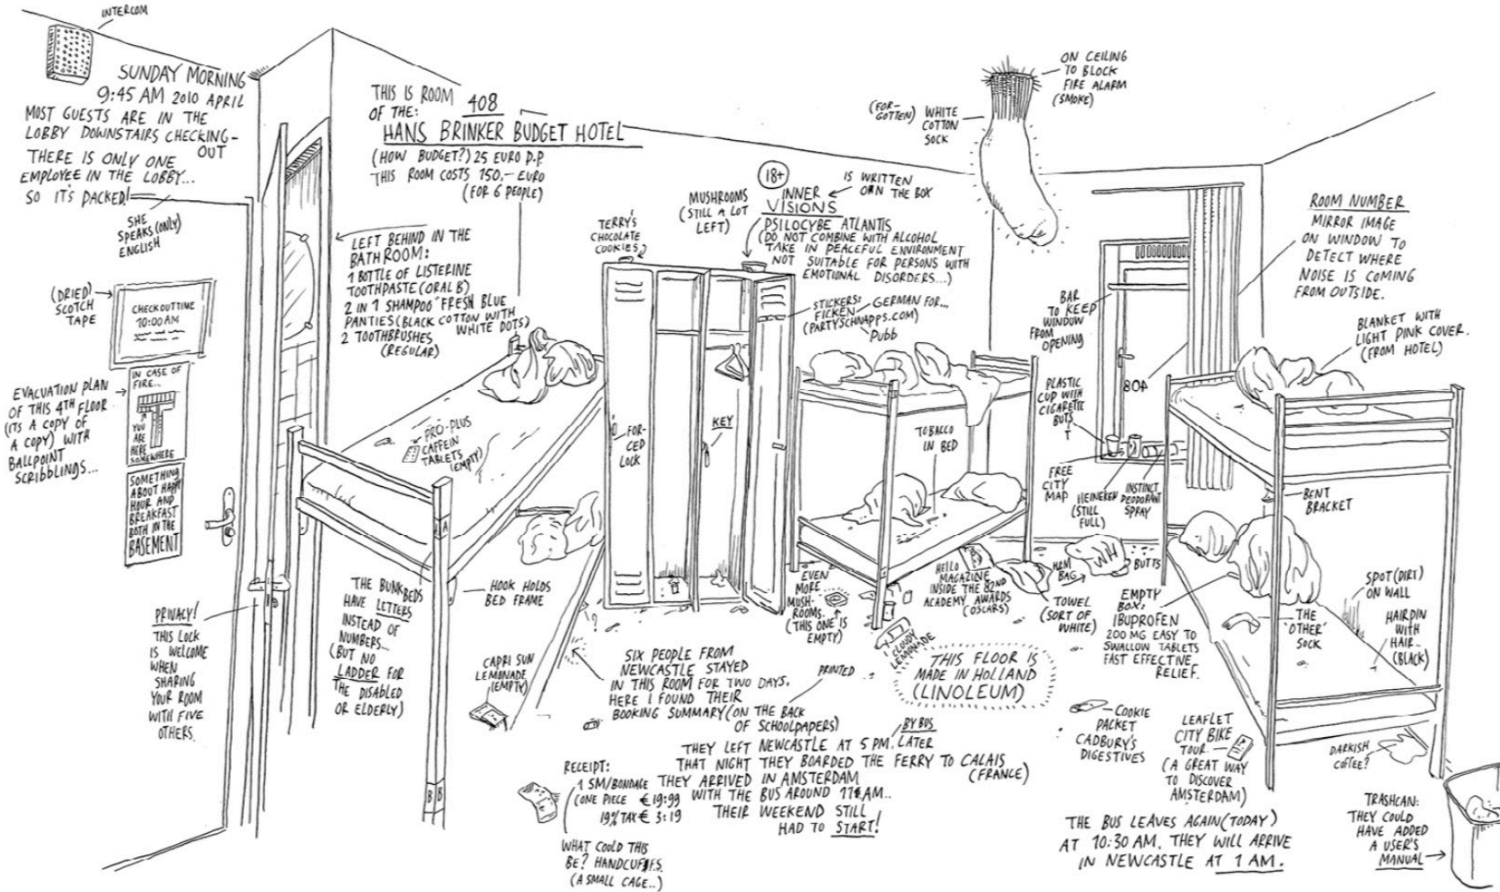 INTERCOM
SUNDAY MORNING
9:45 AM 2010 APRIL
MOST GUESTS ARE IN THE
LOBBY DOWNSTAIRS CHECKING-
OUT
THERE IS ONLY ONE
EMPLOYEE IN THE LOBBY...
SO IT'S PACKED!
SHE
SPEAKS (ONLY)
ENGLISH
(DRIED)
SCOTCH
TAPE
CHECKOUTTIME
10:00 AM
EVACUATION PLAN
OF THIS 4TH FLOOR
(ITS A COPY OF
A COPY) WITH
BALLPOINT
SCRIBBLINGS...
IN CASE OF
FIRE..
YOU
ARE
HERE
SOMEWHERE
SOMETHING
ABOUT HAPPY
HOUR AND
BREAKFAST
BOTH IN THE
BASEMENT
PRIVACY!
THIS LOCK
IS WELCOME
WHEN
SHARING
YOUR ROOM
WITH FIVE
OTHERS.
THIS IS ROOM 408
OF THE:
HANS BRINKER BUDGET HOTEL
(HOW BUDGET?) 25 EURO P.P.
THIS ROOM COSTS 150.- EURO
(FOR 6 PEOPLE)
LEFT BEHIND IN THE
BATHROOM:
1 BOTTLE OF LISTERINE
TOOTHPASTE (ORAL B)
2 IN 1 SHAMPOO "FRESH BLUE
PANTIES (BLACK COTTON WITH
WHITE DOTS)
2 TOOTHBRUSHES
(REGULAR)
PRO-PLUS
CAFFEIN
TABLETS
(EMPTY)
THE BUNKBEDS
HAVE LETTERS
INSTEAD OF
NUMBERS...
(BUT NO
LADDER FOR
THE DISABLED
OR ELDERLY)
A
A
B
B
HOOK HOLDS
BED FRAME
CAPRI SUN
LEMONADE
(EMPTY)
TERRY'S
CHOCOLATE
COOKIES
MUSHROOMS
(STILL A LOT
LEFT)
18+
IS WRITTEN
ON THE BOX
INNER
VISIONS
PSILOCYBE ATLANTIS
(DO NOT COMBINE WITH ALCOHOL
TAKE IN PEACEFUL ENVIRONMENT
NOT SUITABLE FOR PERSONS WITH
EMOTIONAL DISORDERS...)
STICKERS:
FICKEN
GERMAN FOR...
(PARTYSCHNAPPS.COM)
Pubb
FOR-
CED
LOCK
KEY
(FOR-
GOTTEN)
WHITE
COTTON
SOCK
ON CEILING
TO BLOCK
FIRE ALARM
(SMOKE)
TOBACCO
IN BED
BAR
TO KEEP
WINDOW
FROM
OPENING
804
ROOM NUMBER
MIRROR IMAGE
ON WINDOW TO
DETECT WHERE
NOISE IS COMING
FROM OUTSIDE.
BLANKET WITH
LIGHT PINK COVER.
(FROM HOTEL)
PLASTIC
CUP WITH
CIGARETTE
BUTS
FREE
CITY
MAP
HEINEKEN
(STILL
FULL)
INSTINCT
DEODORANT
SPRAY
BENT
BRACKET
EVEN
MORE
MUSH-
ROOMS.
(THIS ONE IS
EMPTY)
HELLO
MAGAZINE
INSIDE THE 82ND
ACADEMY AWARDS
(OSCARS)
CLOUDY
LEMONADE
H&M
BAG
BUTTS
TOWEL
(SORT OF
WHITE)
EMPTY
BOX:
IBUPROFEN
200 MG EASY TO
SWALLOW TABLETS
FAST EFFECTIVE
RELIEF.
THE
'OTHER'
SOCK
SPOT (DIRT)
ON WALL
HAIRPIN
WITH
HAIR-
(BLACK)
THIS FLOOR IS
MADE IN HOLLAND
(LINOLEUM)
SIX PEOPLE FROM
NEWCASTLE STAYED
IN THIS ROOM FOR TWO DAYS.
HERE I FOUND THEIR
PRINTED
BOOKING SUMMARY (ON THE BACK
OF SCHOOLPAPERS)
BY BUS
THEY LEFT NEWCASTLE AT 5 PM. LATER
THAT NIGHT THEY BOARDED THE FERRY TO CALAIS
(FRANCE)
THEY ARRIVED IN AMSTERDAM
WITH THE BUS AROUND 11 AM..
THEIR WEEKEND STILL
HAD TO START!
RECEIPT:
1 SM/BONDAGE
(ONE PIECE € 19:99
19% TAX € 3:19
WHAT COULD THIS
BE? HANDCUFFS.
(A SMALL CAGE..)
COOKIE
PACKET
CADBURY'S
DIGESTIVES
LEAFLET
CITY BIKE
TOUR
(A GREAT WAY
TO DISCOVER
AMSTERDAM)
DARKISH
COFFEE?
THE BUS LEAVES AGAIN (TODAY)
AT 10:30 AM. THEY WILL ARRIVE
IN NEWCASTLE AT 1 AM.
TRASHCAN:
THEY COULD
HAVE ADDED
A USER'S
MANUAL